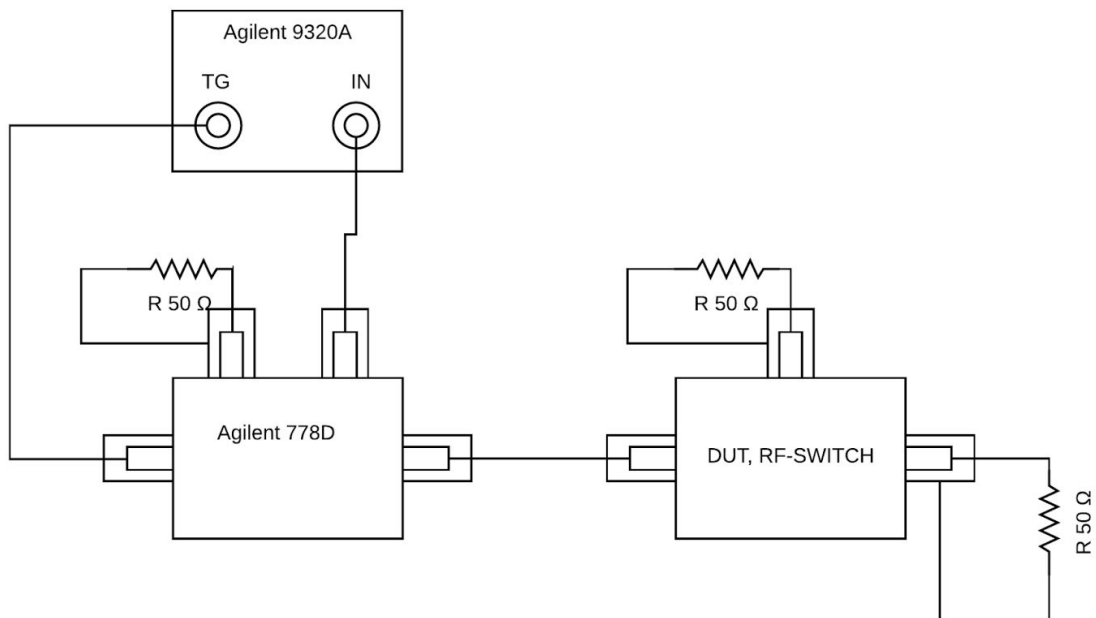 Agilent 9320A
TG
IN
R 50 Ω
R 50 Ω
Agilent 778D
DUT, RF-SWITCH
R 50 Ω